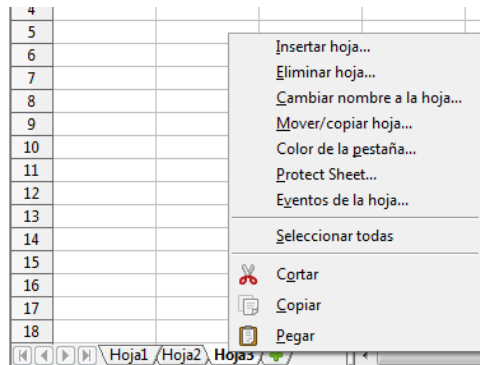 4
5
6
7
8
9
10
11
12
13
14
15
16
17
18
Insertar hoja...
Eliminar hoja...
Cambiar nombre a la hoja...
Mover/copiar hoja...
Color de la pestaña...
Protect Sheet...
Eventos de la hoja...
Seleccionar todas
Cortar
Copiar
Pegar
Hoja1 Hoja2 Hoja3